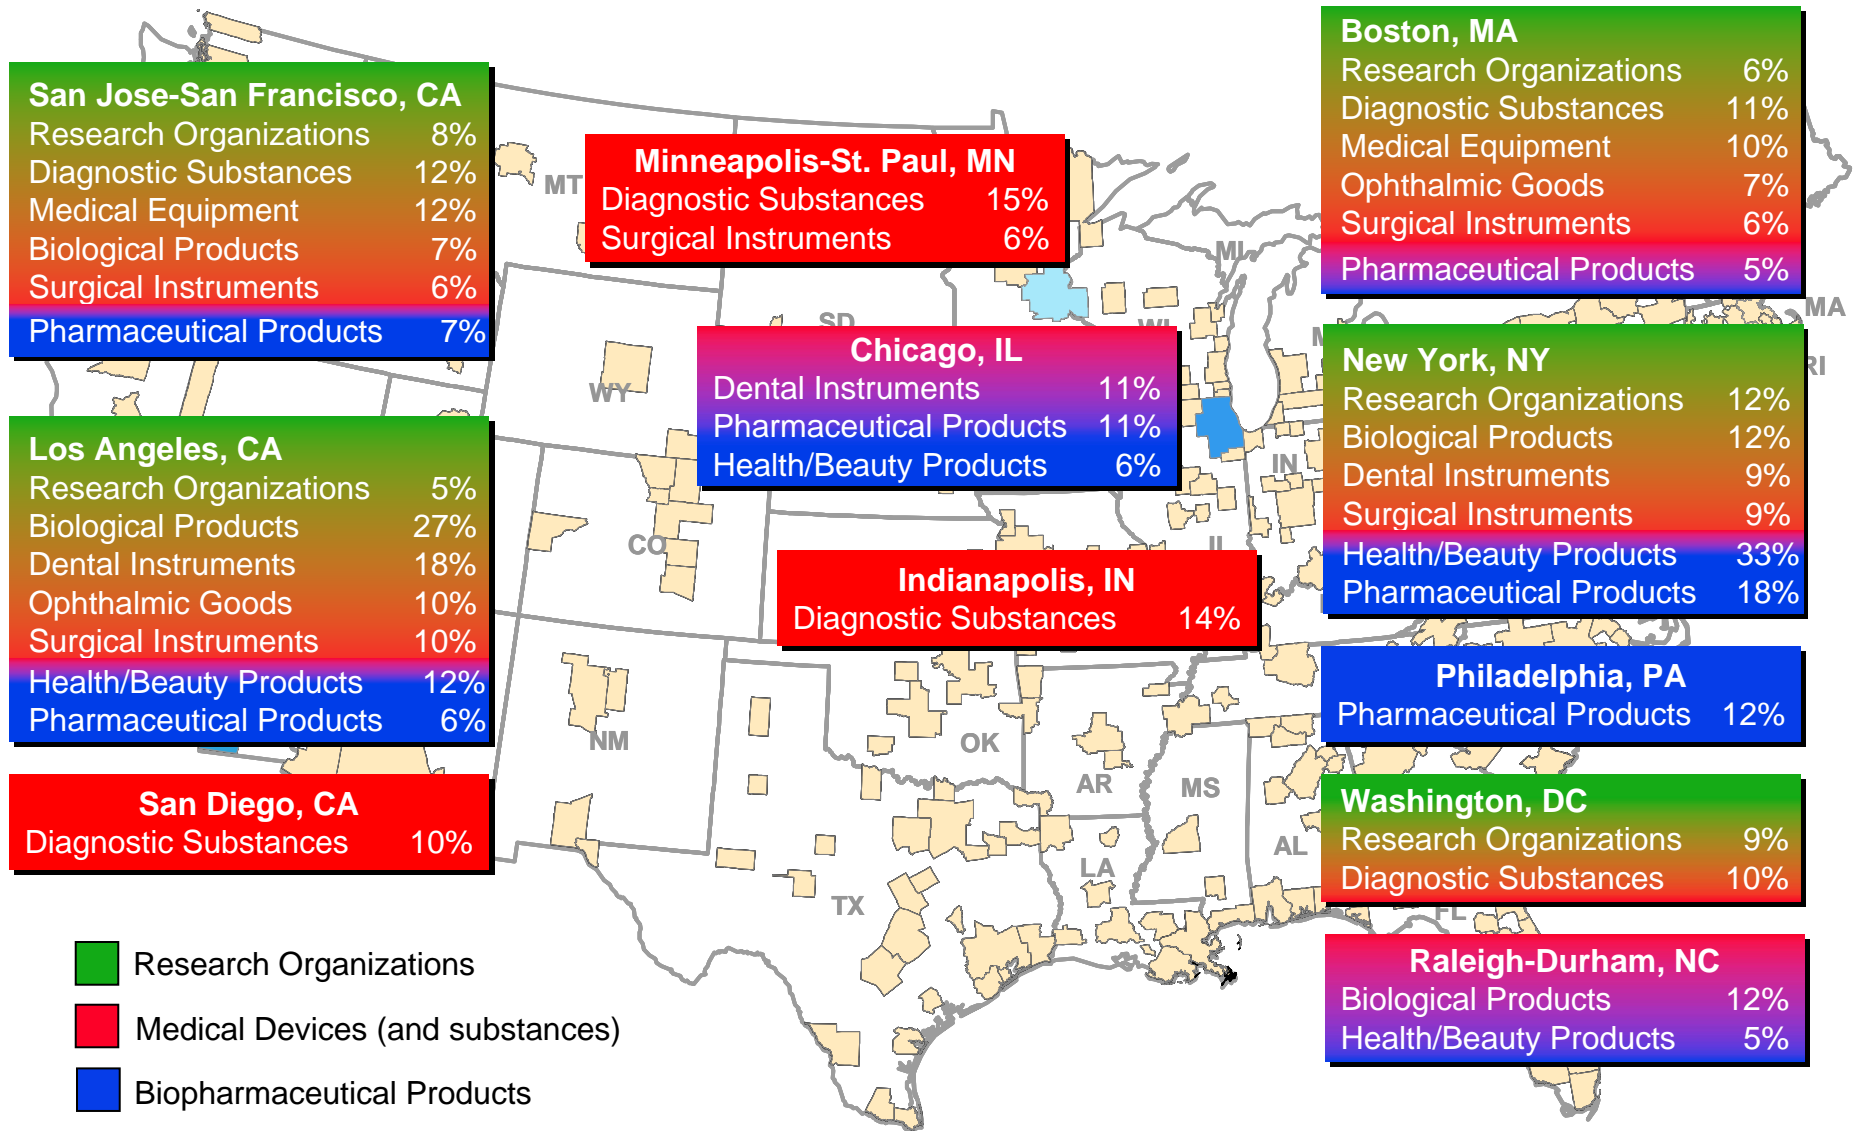 San Jose-San Francisco, CA
Research Organizations 8%
Diagnostic Substances 12%
Medical Equipment 12%
Biological Products 7%
Surgical Instruments 6%
Pharmaceutical Products 7%
Los Angeles, CA
Research Organizations 5%
Biological Products 27%
Dental Instruments 18%
Ophthalmic Goods 10%
Surgical Instruments 10%
Health/Beauty Products 12%
Pharmaceutical Products 6%
San Diego, CA
Diagnostic Substances 10%
Minneapolis-St. Paul, MN
Diagnostic Substances 15%
Surgical Instruments 6%
Chicago, IL
Dental Instruments 11%
Pharmaceutical Products 11%
Health/Beauty Products 6%
Indianapolis, IN
Diagnostic Substances 14%
Boston, MA
Research Organizations 6%
Diagnostic Substances 11%
Medical Equipment 10%
Ophthalmic Goods 7%
Surgical Instruments 6%
Pharmaceutical Products 5%
New York, NY
Research Organizations 12%
Biological Products 12%
Dental Instruments 9%
Surgical Instruments 9%
Health/Beauty Products 33%
Pharmaceutical Products 18%
Philadelphia, PA
Pharmaceutical Products 12%
Washington, DC
Research Organizations 9%
Diagnostic Substances 10%
Raleigh-Durham, NC
Biological Products 12%
Health/Beauty Products 5%
MT
MI
SD
WI
MA
RI
WY
IN
CO
IL
NM
OK
AR
MS
AL
LA
TX
FL
Research Organizations
Medical Devices (and substances)
Biopharmaceutical Products